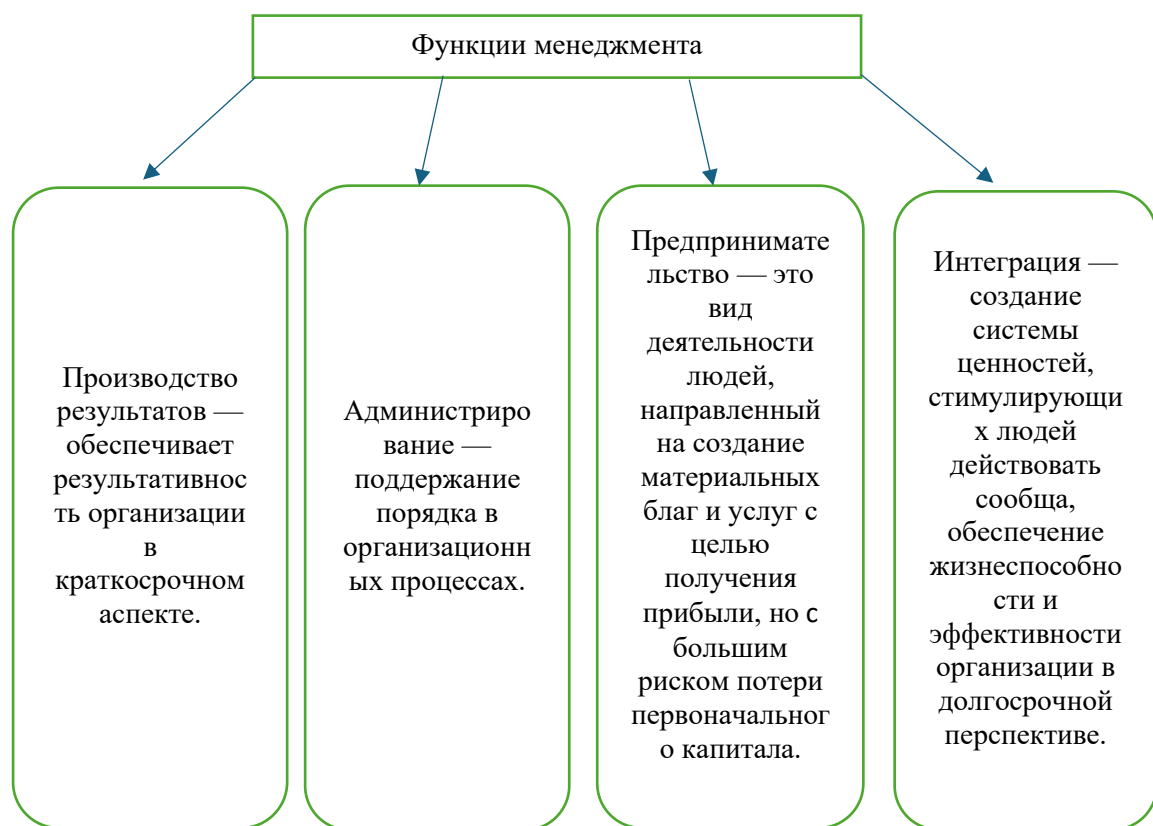 Функции менеджмента
Производство
результатов —
обеспечивает
результативнос
ть организации
в
краткосрочном
аспекте.
Администриро
вание —
поддержание
порядка в
организационн
ых процессах.
Предпринимате
льство — это
вид
деятельности
людей,
направленный
на создание
материальных
благ и услуг с
целью
получения
прибыли, но с
большим
риском потери
первоначальног
о капитала.
Интеграция —
создание
системы
ценностей,
стимулирующи
х людей
действовать
сообща,
обеспечение
жизнеспособно
сти и
эффективности
организации в
долгосрочной
перспективе.